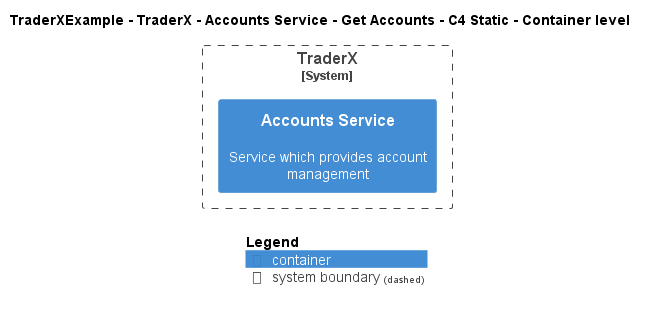 TraderXExample - TraderX - Accounts Service - Get Accounts - C4 Static - Container level
TraderX
[System]
Accounts Service
Service which provides account
management
Legend
container
system boundary (dashed)